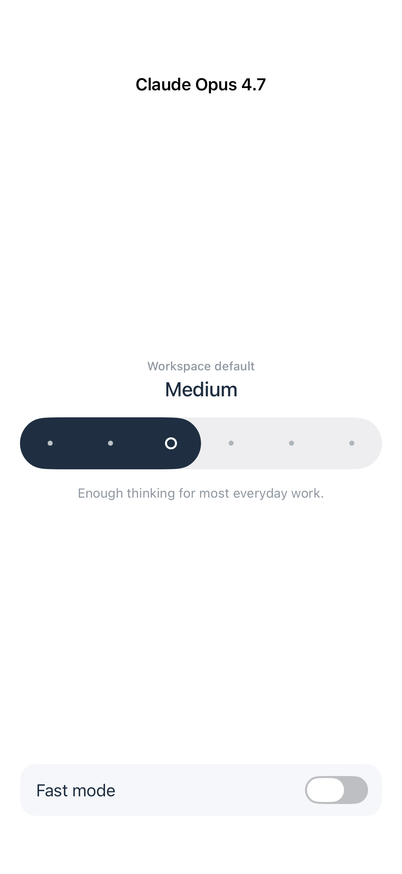 Claude Opus 4.7
Workspace default
Medium
Enough thinking for most everyday work.
Fast mode